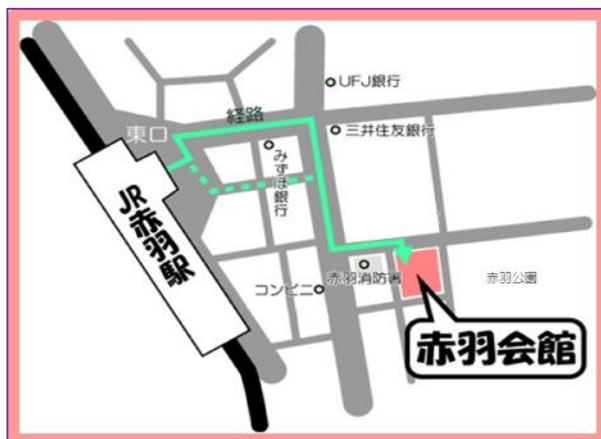 UFJ銀行
経路
東口
三井住友銀行
みずほ銀行
JR赤羽駅
赤羽消防署
赤羽公園
コンビニ
赤羽会館